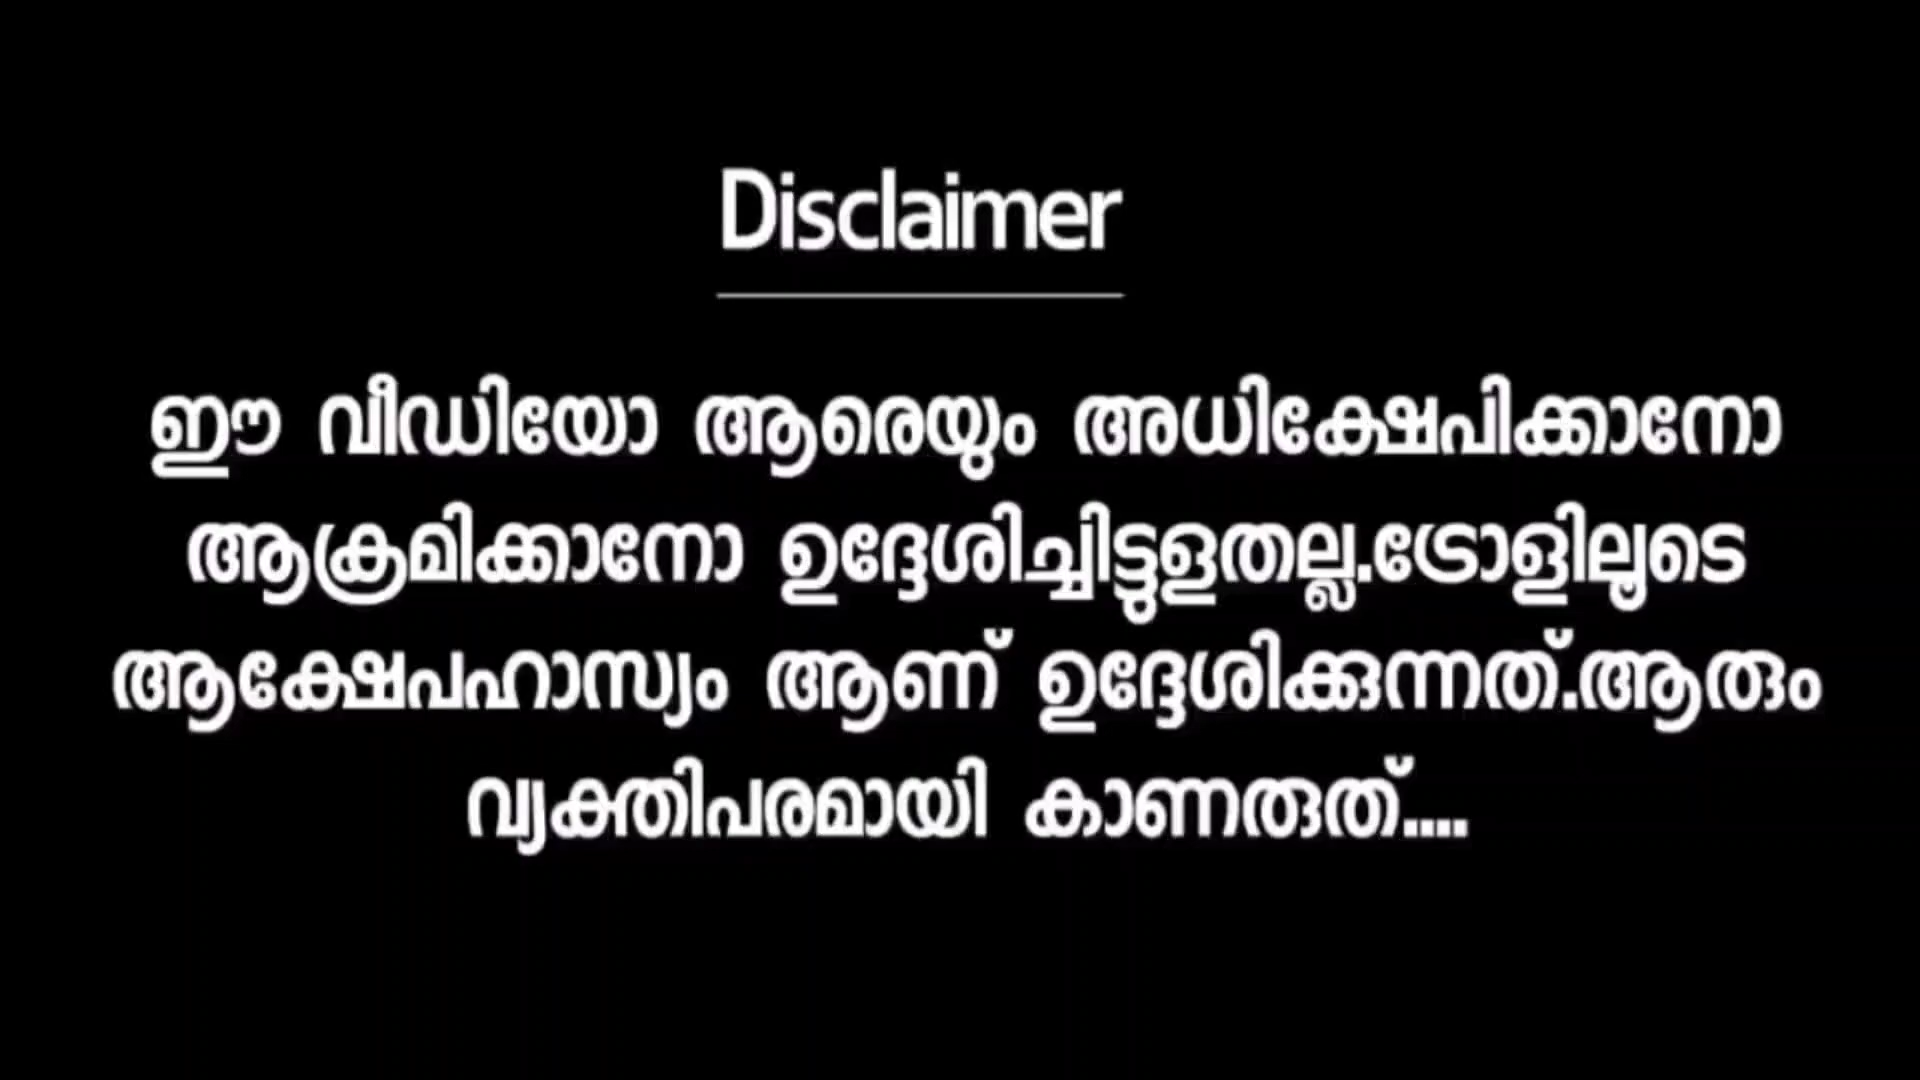 Disclaimer
ഈ വീഡിയോ ആരെയും അധിക്ഷേപിക്കാനോ
ആക്രമിക്കാനോ ഉദ്ദേശിച്ചിട്ടുളതല്ല.ട്രോളിലൂടെ
ആക്ഷേപഹാസ്യം ആണ് ഉദ്ദേശിക്കുന്നത്.ആരും
വ്യക്തിപരമായി കാണരുത്....